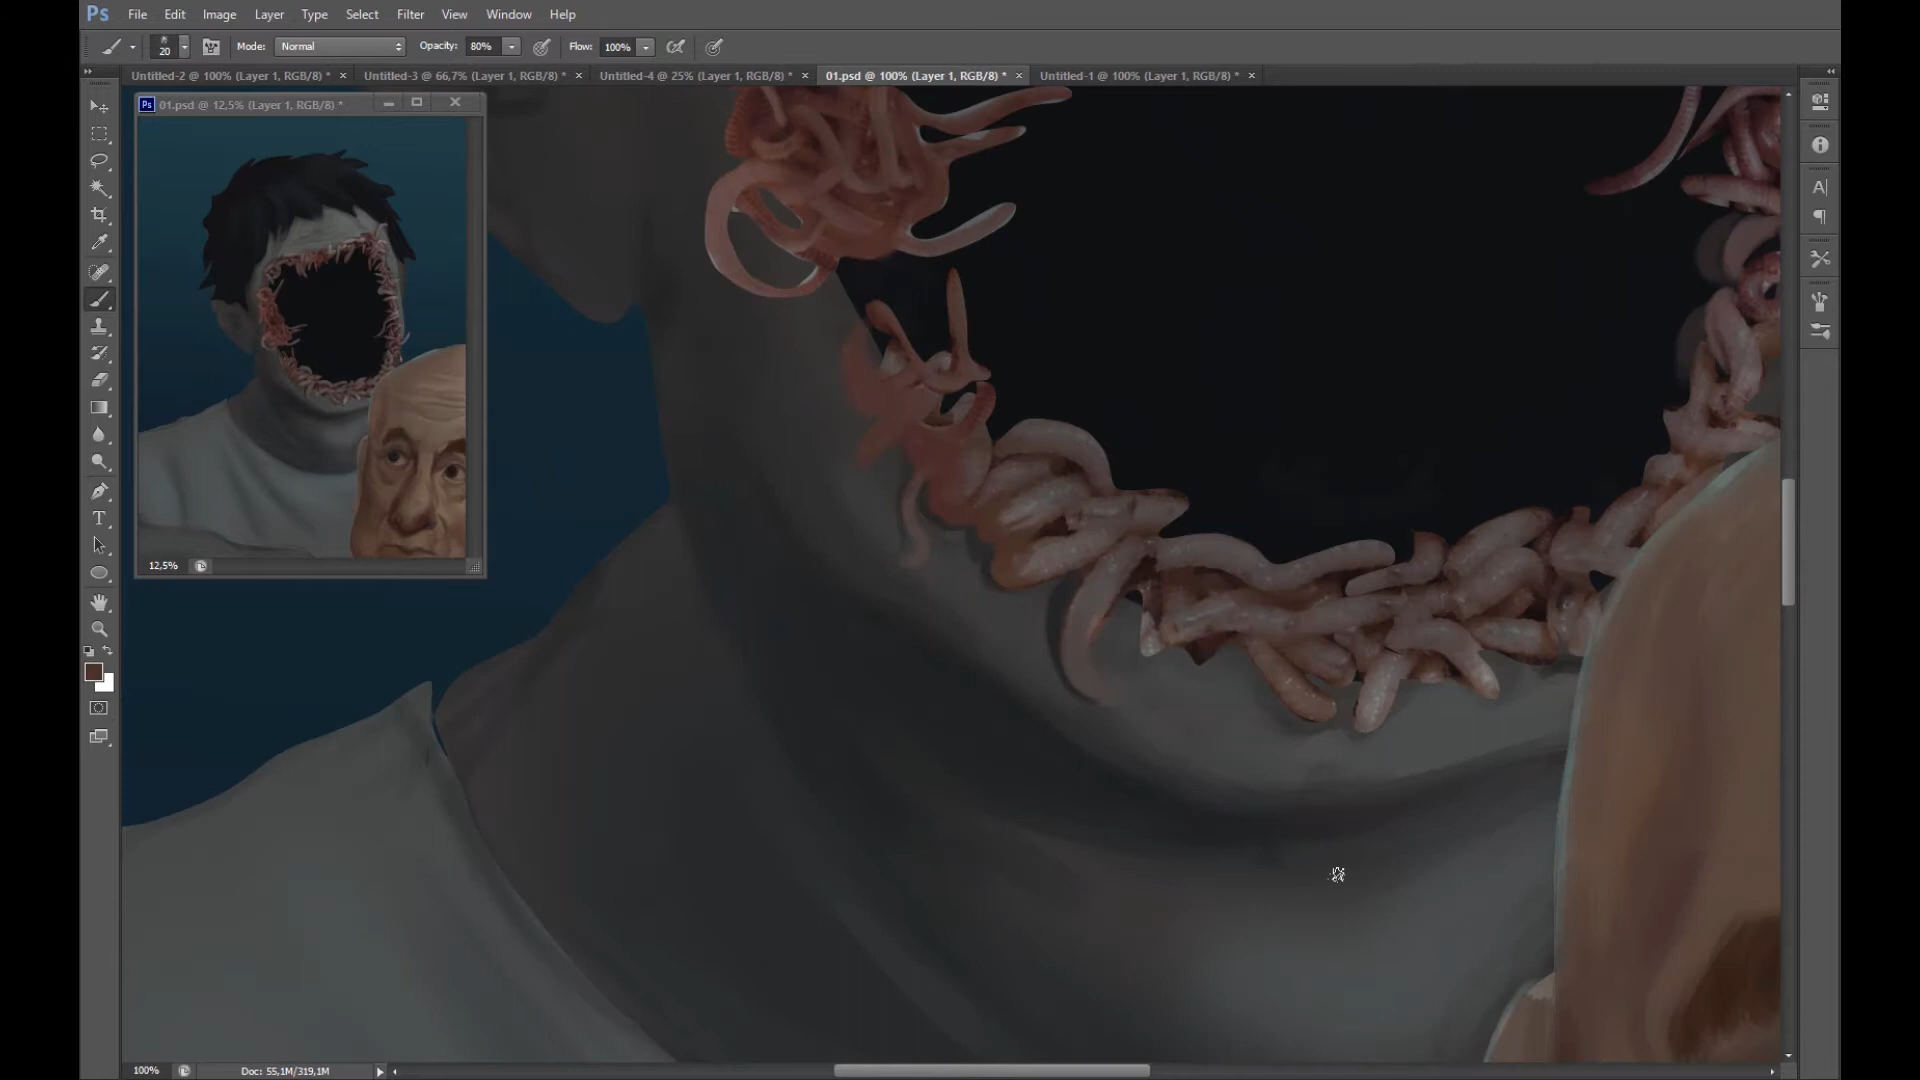 Ps File Edit Image Layer Type Select Filter View Window Help
20 Mode: Normal Opacity: 80% Flow: 100%
Untitled-2 @ 100% (Layer 1, RGB/8) * Untitled-3 @ 66,7% (Layer 1, RGB/8) * Untitled-4 @ 25% (Layer 1, RGB/8) * 01.psd @ 100% (Layer 1, RGB/8) * Untitled-1 @ 100% (Layer 1, RGB/8) *
Ps 01.psd @ 12,5% (Layer 1, RGB/8) *
12,5%
100% Doc: 55,1M/319,1M